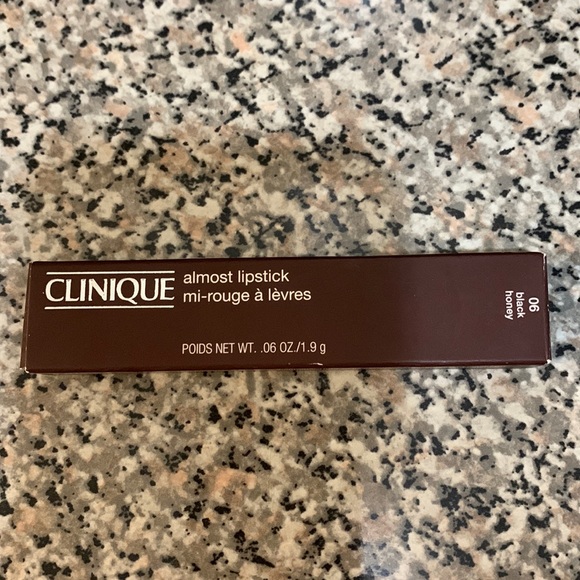 CLINIQUE
almost lipstick
mi-rouge à lèvres
POIDS NET WT. .06 OZ./1.9 g
06
black
honey